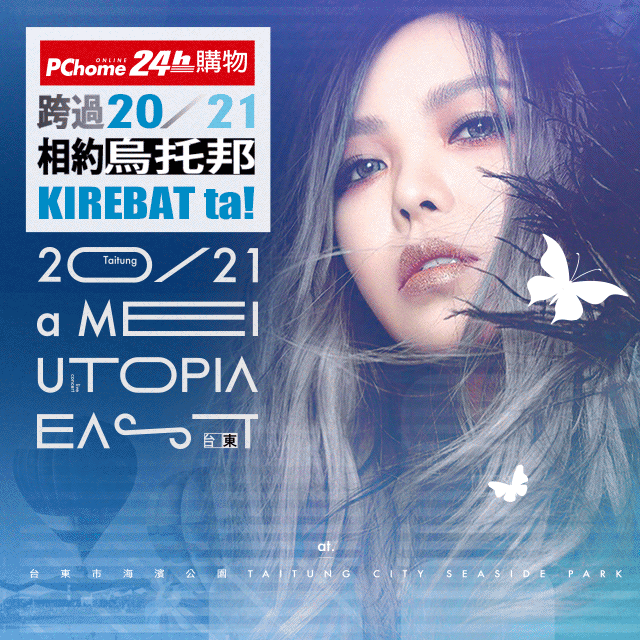 ONLINE
PChome 24h購物
跨過20/21
相約烏托邦
KIREBAT ta!
20/21
Taitung
a MEI
UTOPIA
live concert
EAST
台東
at.
台東市海濱公園 TAITUNG CITY SEASIDE PARK